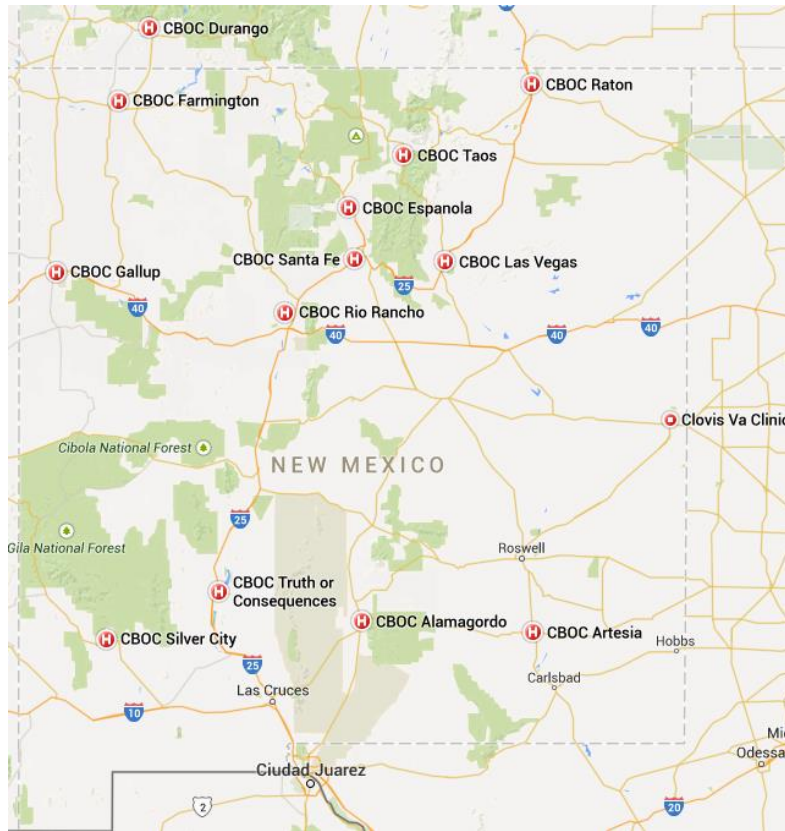 CBOC Durango
CBOC Raton
CBOC Farmington
CBOC Taos
CBOC Espanola
CBOC Santa Fe
CBOC Las Vegas
CBOC Gallup
25
40
CBOC Rio Rancho
40
40
40
Clovis Va Clinic
Cibola National Forest
NEW MEXICO
25
Gila National Forest
Roswell
CBOC Truth or
Consequences
CBOC Alamagordo
CBOC Artesia
CBOC Silver City
Hobbs
25
Carlsbad
Las Cruces
10
Odessa
Ciudad Juarez
2
20